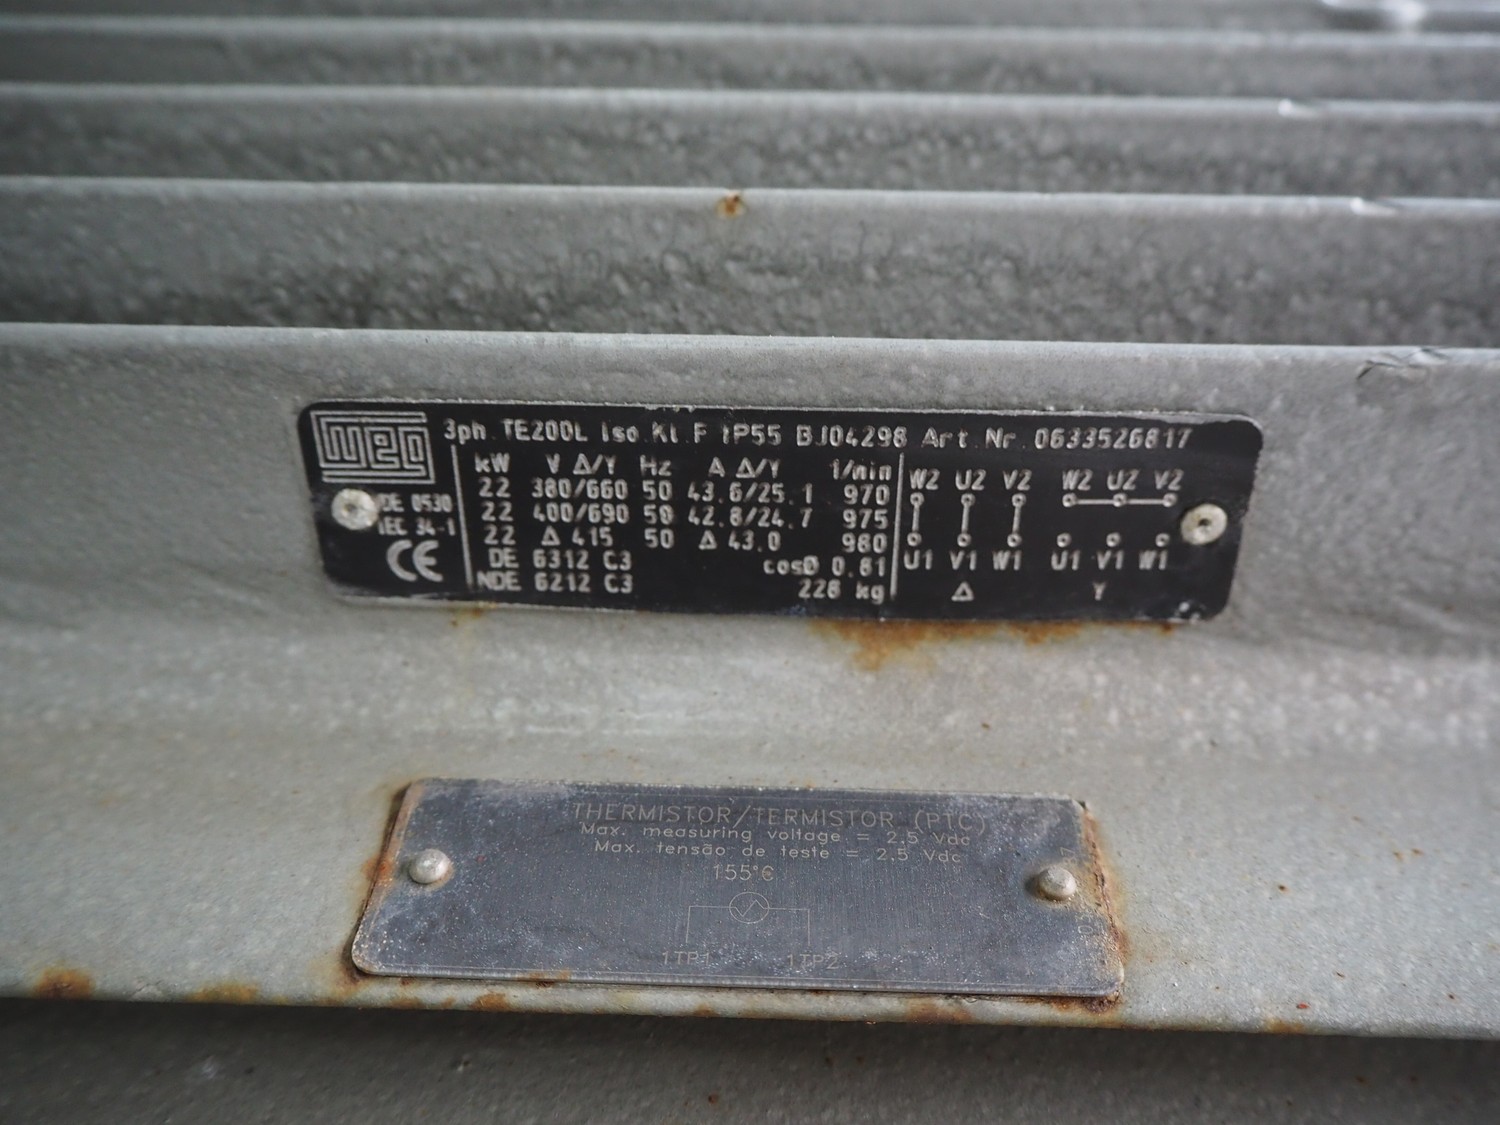 WEG
3ph. TE200L Iso.Kl.F IP55 BJ04298 Art.Nr. 0633526817
kW V Δ/Y Hz A Δ/Y 1/min
22 380/660 50 43.6/25.1 970
22 400/690 50 42.8/24.7 975
22 Δ 415 50 Δ 43.0 980
DE 6312 C3 cosØ 0.81
NDE 6212 C3 228 kg
VDE 0530
IEC 34-1
CE
W2 U2 V2 W2 U2 V2
U1 V1 W1 U1 V1 W1
Δ Y
THERMISTOR/TERMISTOR (PTC)
Max. measuring voltage = 2.5 Vdc
Max. tensão de teste = 2.5 Vdc
155°C
1TP1 1TP2